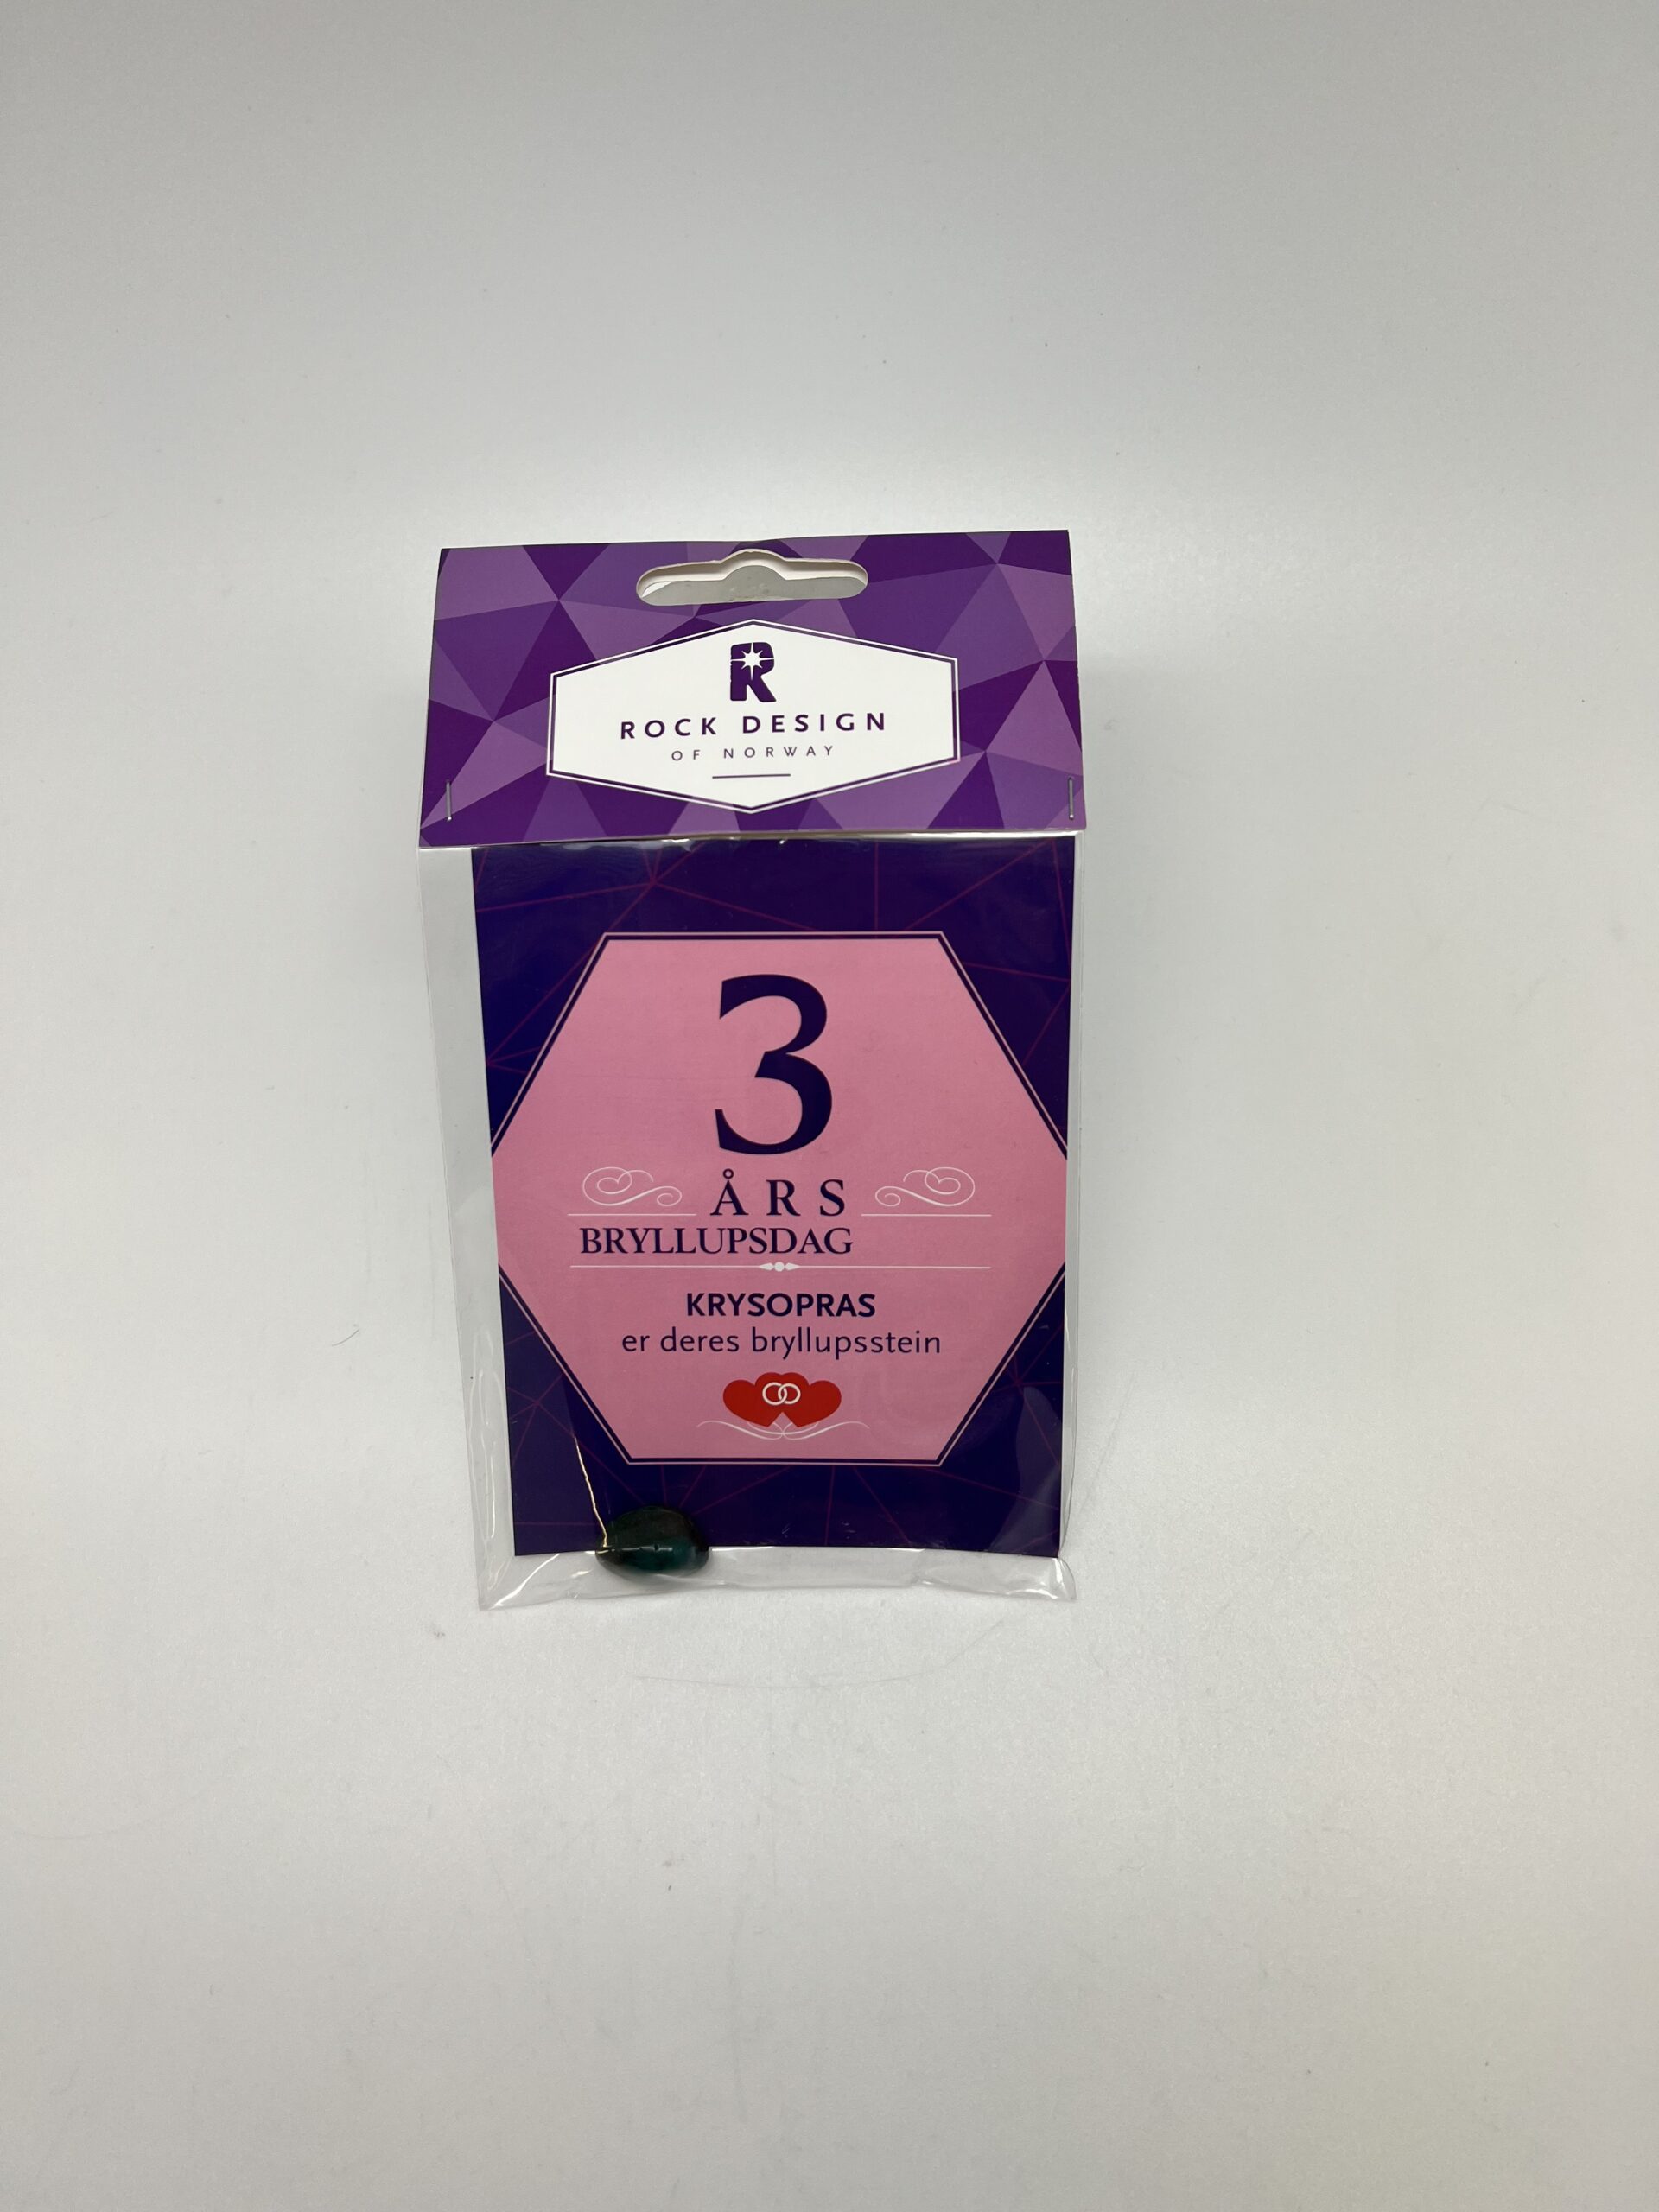 R
ROCK DESIGN
OF NORWAY
3
ÅRS
BRYLLUPSDAG
KRYSOPRAS
er deres bryllupsstein